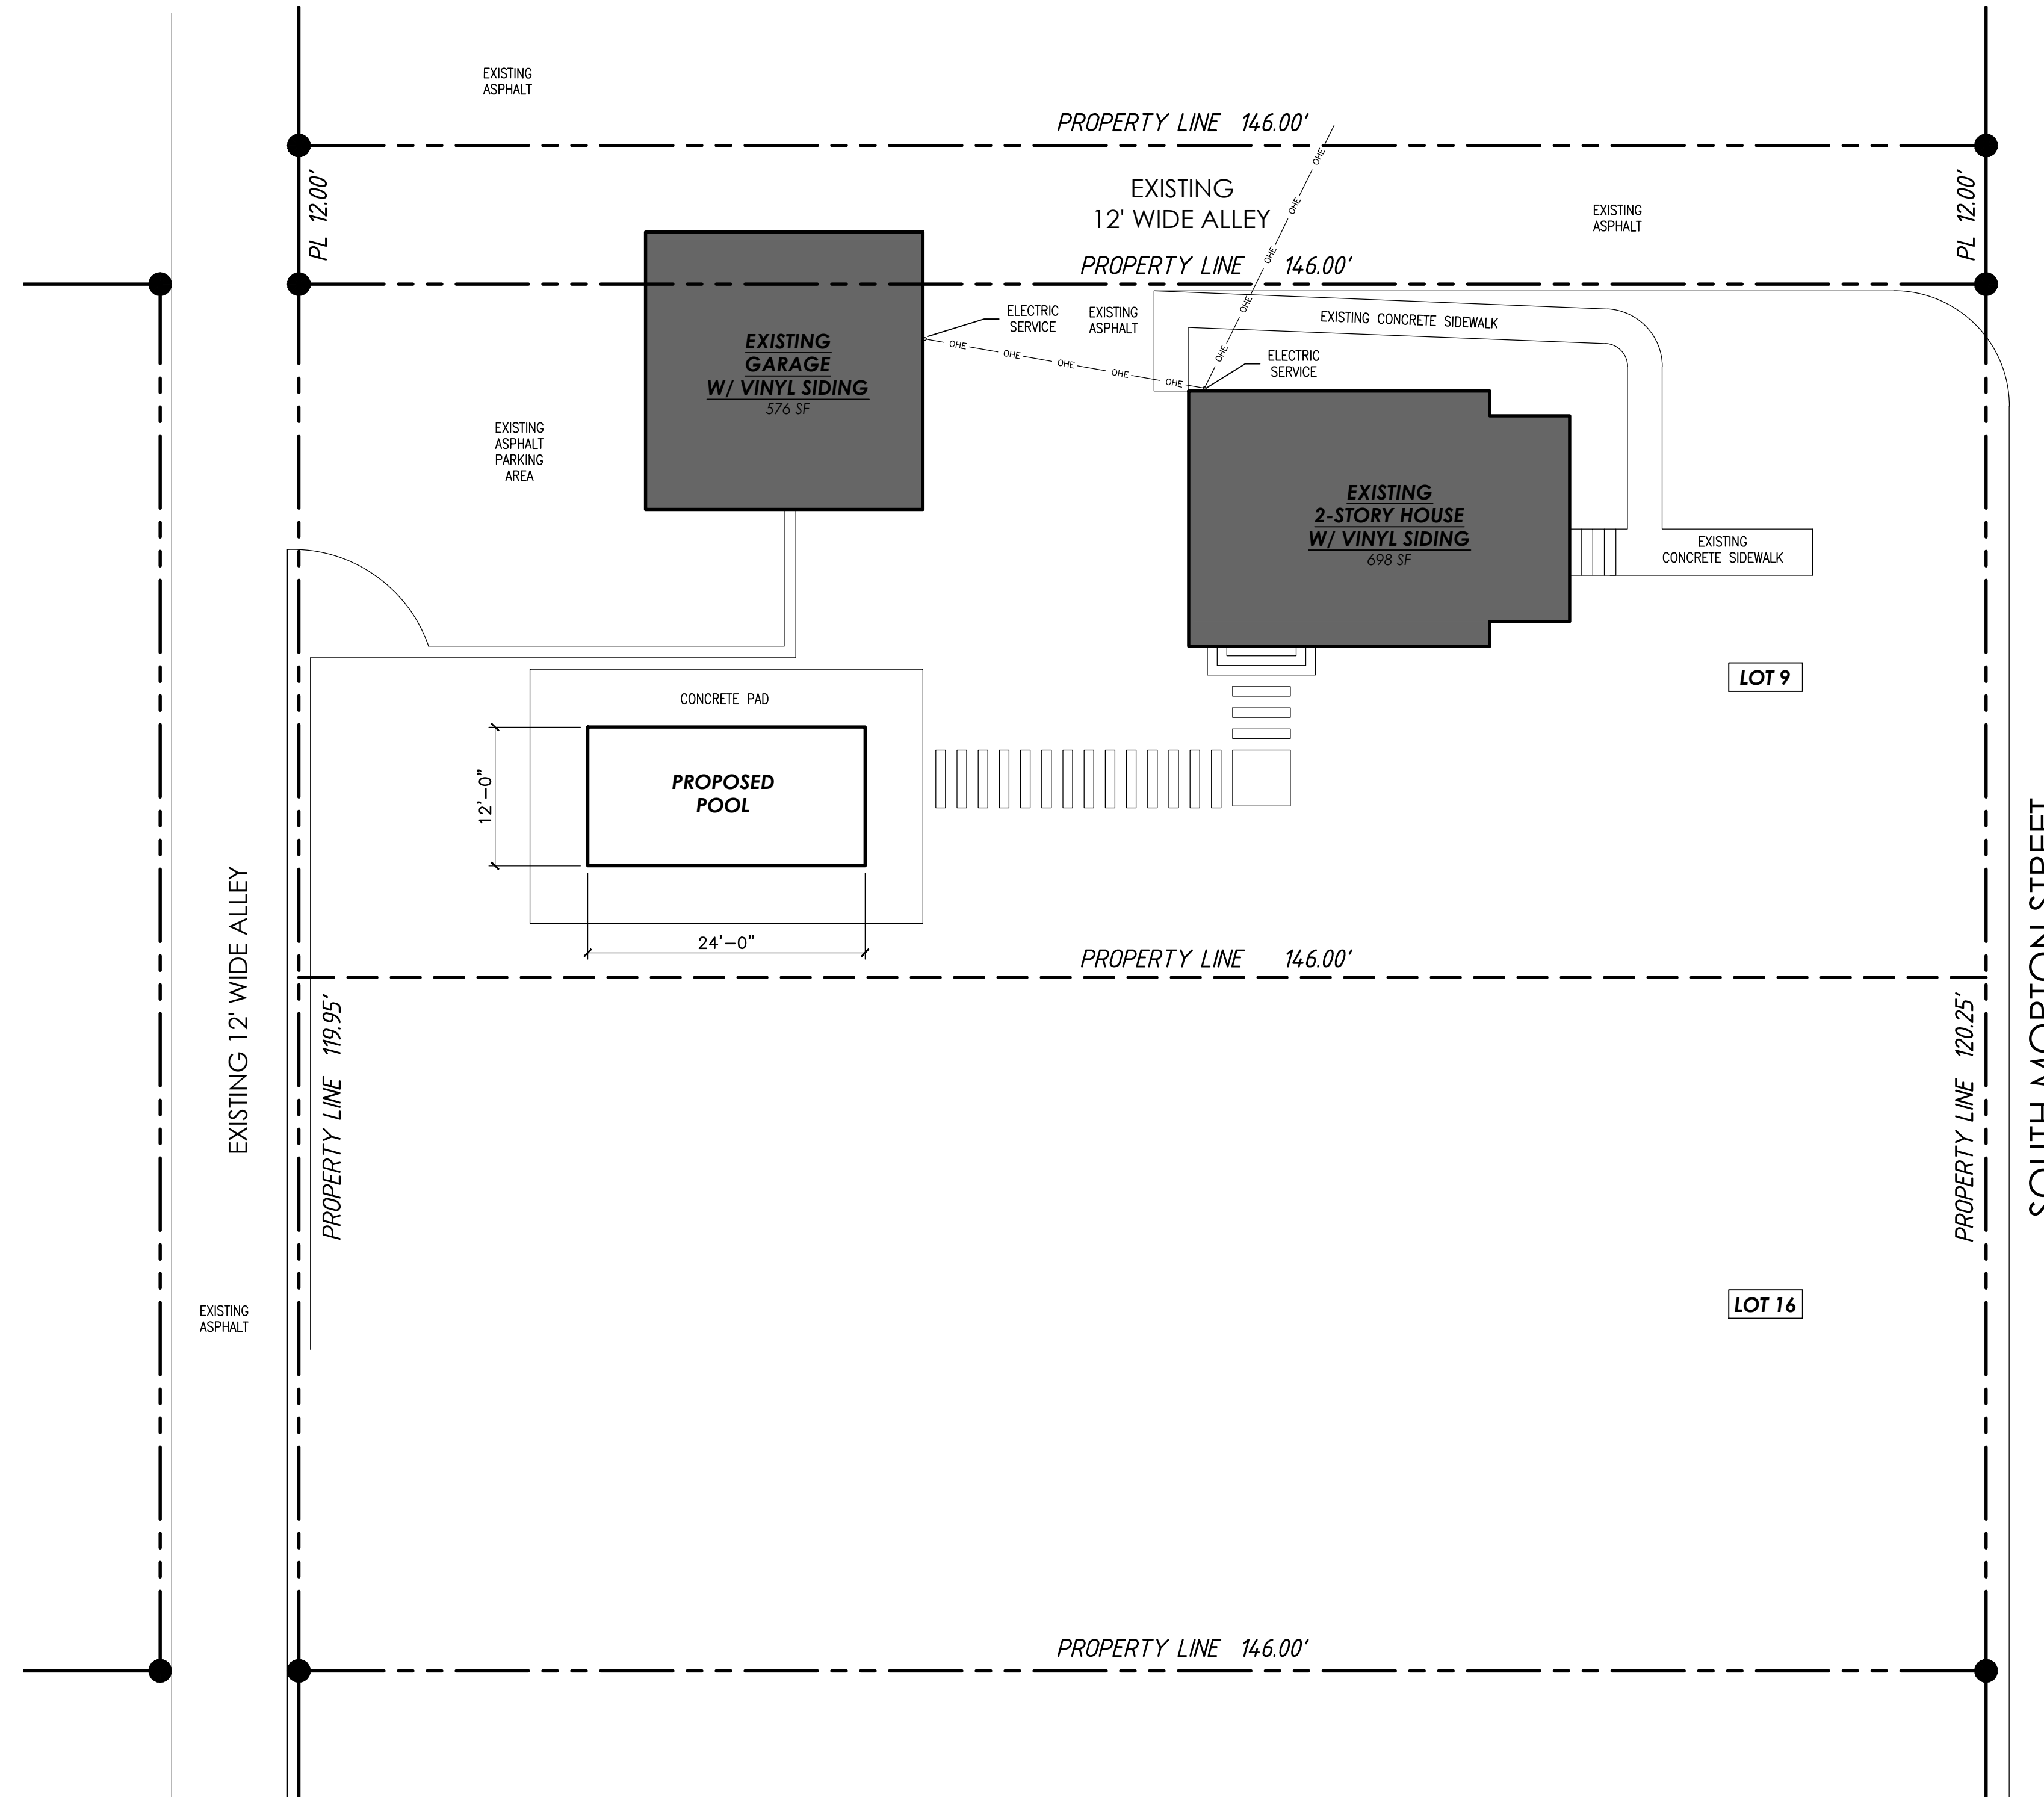 EXISTING
ASPHALT
PROPERTY LINE 146.00'
PL 12.00'
EXISTING
12' WIDE ALLEY
EXISTING
ASPHALT
PL 12.00'
OHE
OHE
OHE
OHE
OHE
PROPERTY LINE 146.00'
ELECTRIC
SERVICE
EXISTING
ASPHALT
EXISTING CONCRETE SIDEWALK
EXISTING
GARAGE
W/ VINYL SIDING
576 SF
OHE
OHE
OHE
OHE
OHE
ELECTRIC
SERVICE
EXISTING
ASPHALT
PARKING
AREA
EXISTING
2-STORY HOUSE
W/ VINYL SIDING
698 SF
EXISTING
CONCRETE SIDEWALK
LOT 9
CONCRETE PAD
12'-0"
PROPOSED
POOL
24'-0"
PROPERTY LINE 146.00'
EXISTING 12' WIDE ALLEY
PROPERTY LINE 119.95'
PROPERTY LINE 120.25'
SOUTH MORTON STREET
EXISTING
ASPHALT
LOT 16
PROPERTY LINE 146.00'